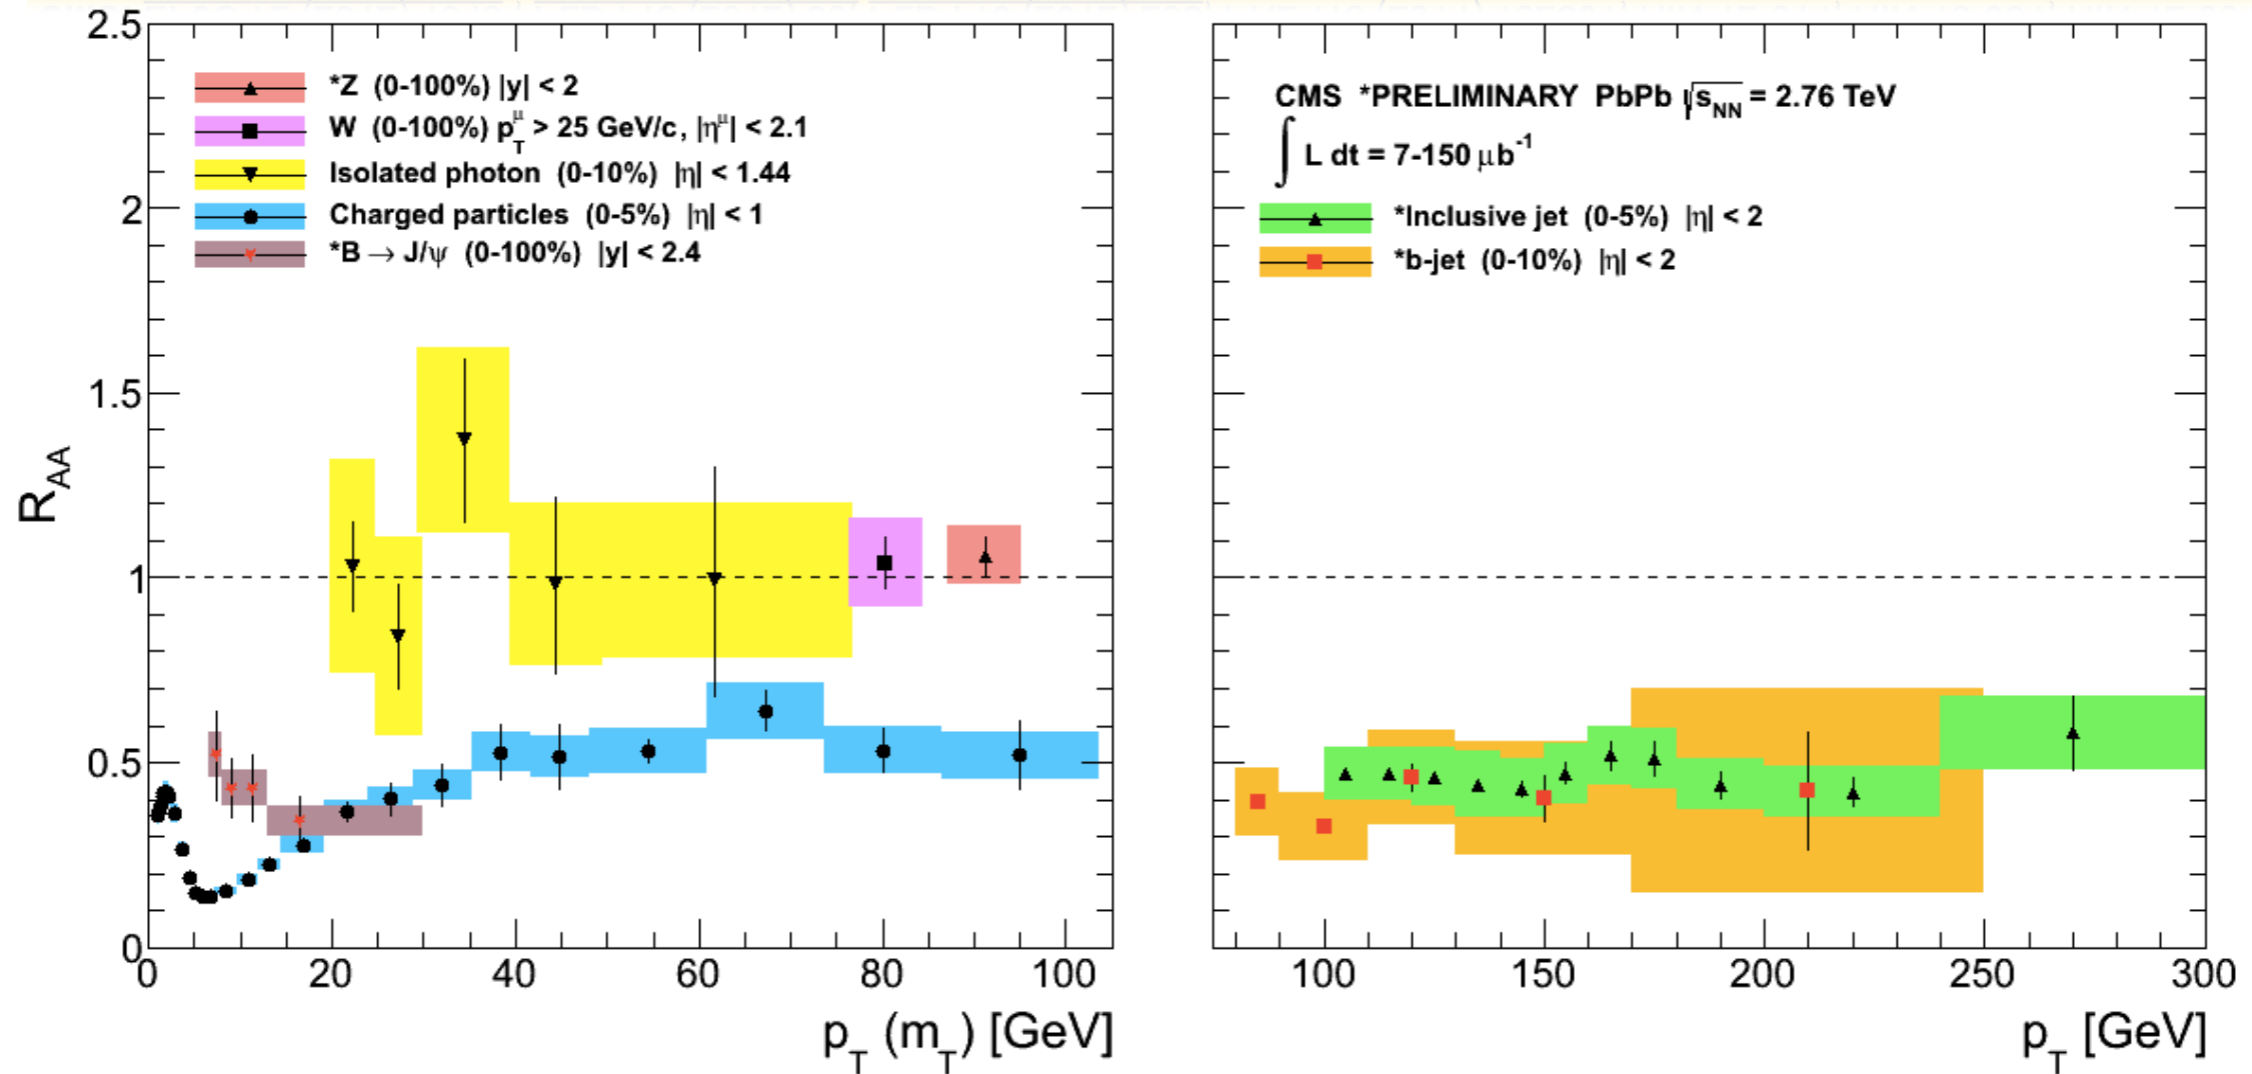 2.5
2
1.5
1
0.5
0
R_AA
*Z (0-100%) |y| < 2
W (0-100%) p_T^μ > 25 GeV/c, |η^μ| < 2.1
Isolated photon (0-10%) |η| < 1.44
Charged particles (0-5%) |η| < 1
*B → J/ψ (0-100%) |y| < 2.4
0 20 40 60 80 100
p_T (m_T) [GeV]
CMS *PRELIMINARY PbPb √s_NN = 2.76 TeV
∫ L dt = 7-150 μb^-1
*Inclusive jet (0-5%) |η| < 2
*b-jet (0-10%) |η| < 2
100 150 200 250 300
p_T [GeV]